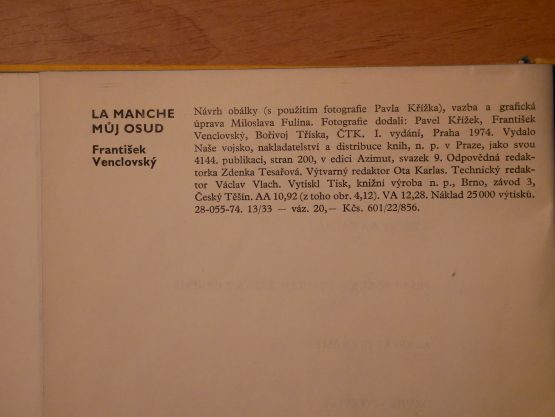 LA MANCHE
MŮJ OSUD
František
Venclovský
Návrh obálky (s použitím fotografie Pavla Křížka), vazba a grafická
úprava Miloslava Fulína. Fotografie dodali: Pavel Křížek, František
Venclovský, Bořivoj Tříska, ČTK. I. vydání, Praha 1974. Vydalo
Naše vojsko, nakladatelství a distribuce knih, n. p. v Praze, jako svou
4144. publikaci, stran 200, v edici Azimut, svazek 9. Odpovědná redak-
torka Zdenka Tesařová. Výtvarný redaktor Ota Karlas. Technický redak-
tor Václav Vlach. Vytiskl Tisk, knižní výroba n. p., Brno, závod 3,
Český Těšín. AA 10,92 (z toho obr. 4,12). VA 12,28. Náklad 25 000 výtisků.
28-055-74. 13/33 — váz. 20,— Kčs. 601/22/856.